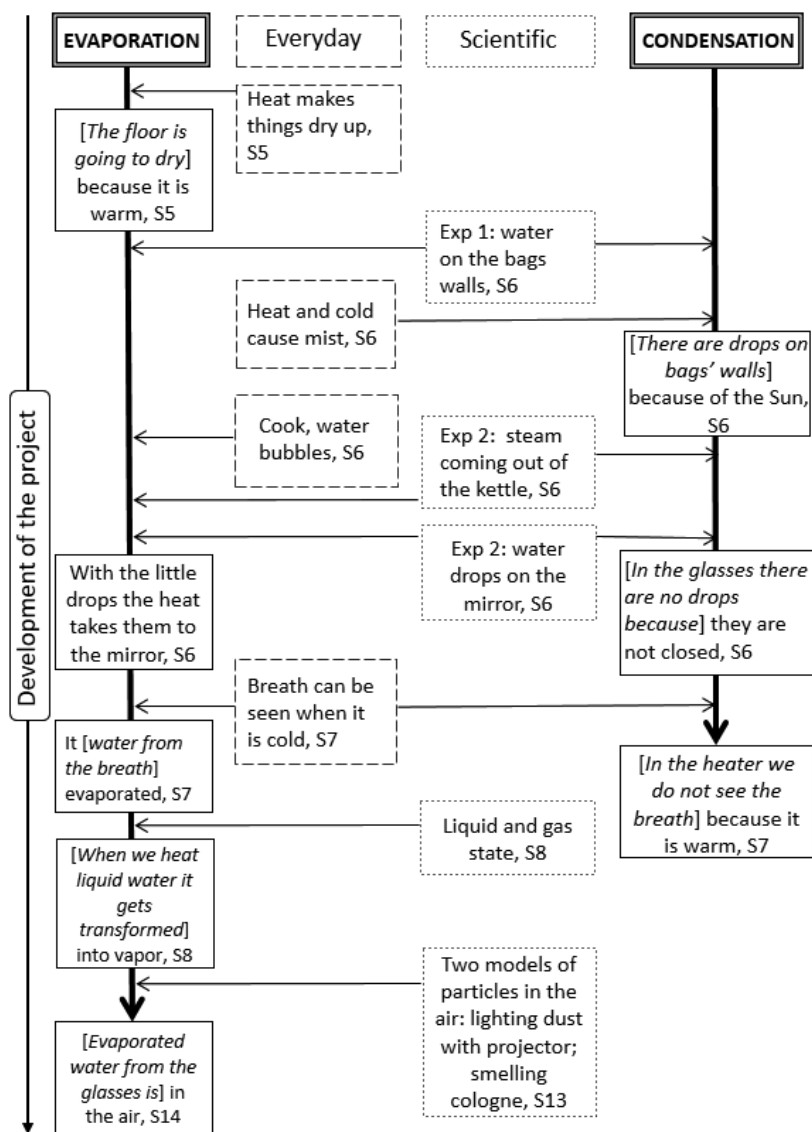 EVAPORATION
Everyday
Scientific
CONDENSATION
Heat makes
things dry up,
S5
[The floor is
going to dry]
because it is
warm, S5
Exp 1: water
on the bags
walls, S6
Heat and cold
cause mist, S6
[There are drops on
bags' walls]
because of the Sun,
S6
Development of the project
Cook, water
bubbles, S6
Exp 2: steam
coming out of
the kettle, S6
Exp 2: water
drops on the
mirror, S6
With the little
drops the heat
takes them to
the mirror, S6
[In the glasses there
are no drops
because] they are
not closed, S6
Breath can be
seen when it
is cold, S7
It [water from
the breath]
evaporated, S7
[In the heater we
do not see the
breath] because it
is warm, S7
Liquid and gas
state, S8
[When we heat
liquid water it
gets
transformed]
into vapor, S8
Two models of
particles in the
air: lighting dust
with projector;
smelling
cologne, S13
[Evaporated
water from the
glasses is] in
the air, S14